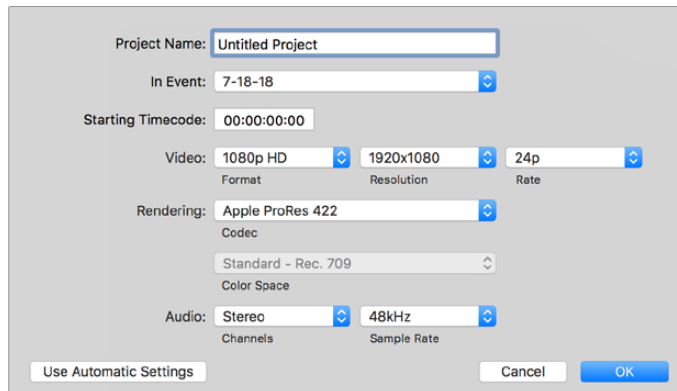 Project Name: Untitled Project
In Event: 7-18-18
Starting Timecode: 00:00:00:00
Video: 1080p HD 1920x1080 24p
Format Resolution Rate
Rendering: Apple ProRes 422
Codec
Standard - Rec. 709
Color Space
Audio: Stereo 48kHz
Channels Sample Rate
Use Automatic Settings Cancel OK